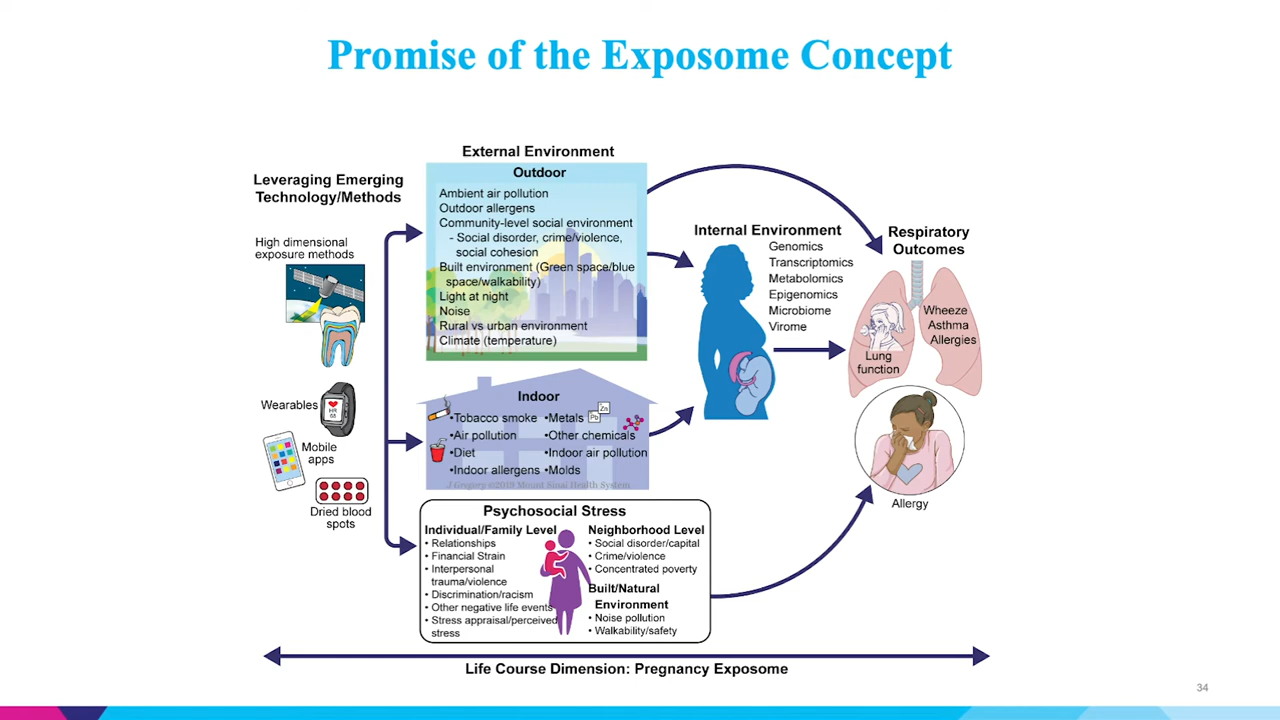 Promise of the Exposome Concept
Leveraging Emerging
Technology/Methods
High dimensional
exposure methods
Wearables
HR
68
Mobile
apps
Dried blood
spots
External Environment
Outdoor
Ambient air pollution
Outdoor allergens
Community-level social environment
- Social disorder, crime/violence,
social cohesion
Built environment (Green space/blue
space/walkability)
Light at night
Noise
Rural vs urban environment
Climate (temperature)
Indoor
•Tobacco smoke
•Air pollution
•Diet
•Indoor allergens
•Metals
Pb
Zn
•Other chemicals
•Indoor air pollution
•Molds
J Gregory ©2019 Mount Sinai Health System
Psychosocial Stress
Individual/Family Level
• Relationships
• Financial Strain
• Interpersonal
trauma/violence
• Discrimination/racism
• Other negative life events
• Stress appraisal/perceived
stress
Neighborhood Level
• Social disorder/capital
• Crime/violence
• Concentrated poverty
Built/Natural
Environment
• Noise pollution
• Walkability/safety
Internal Environment
Genomics
Transcriptomics
Metabolomics
Epigenomics
Microbiome
Virome
Respiratory
Outcomes
Lung
function
Wheeze
Asthma
Allergies
Allergy
Life Course Dimension: Pregnancy Exposome
34